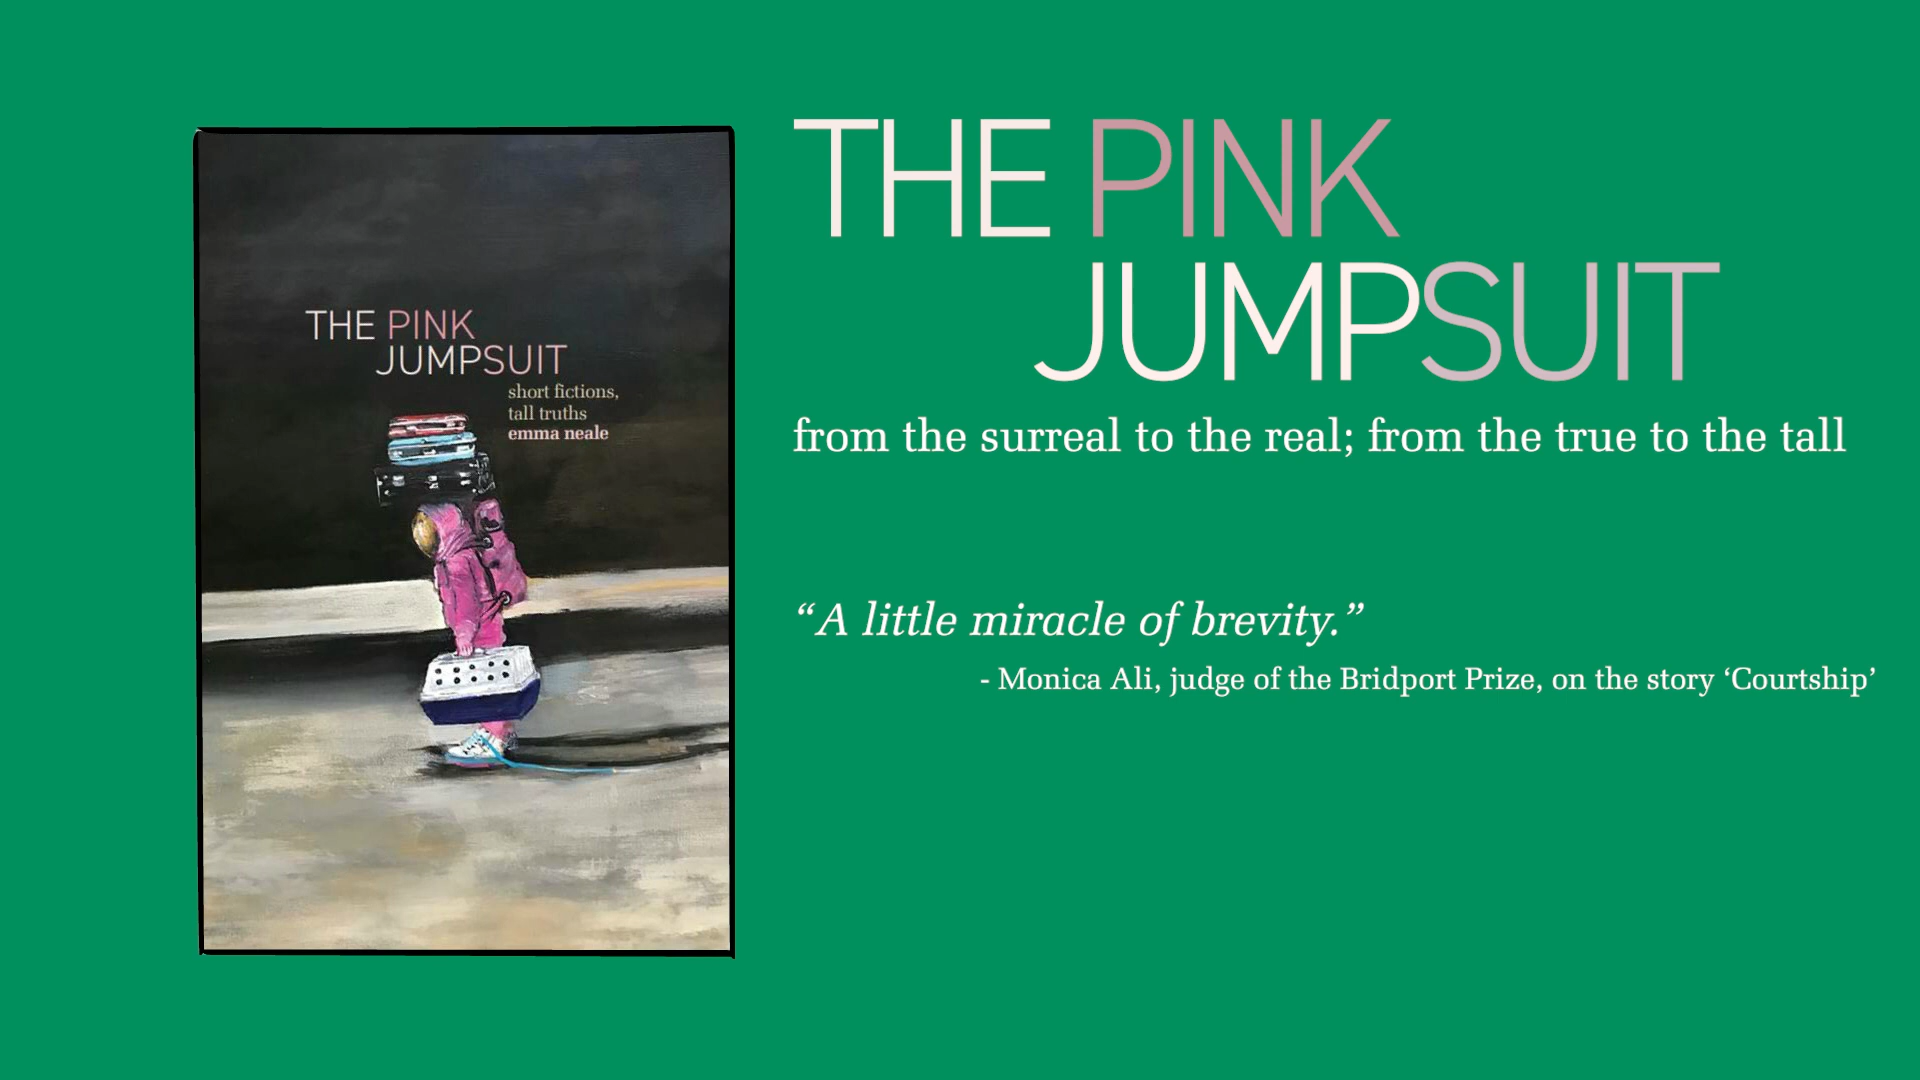 THE PINK
JUMPSUIT
short fictions,
tall truths
emma neale
THE PINK
JUMPSUIT
from the surreal to the real; from the true to the tall
“A little miracle of brevity.”
- Monica Ali, judge of the Bridport Prize, on the story ‘Courtship’